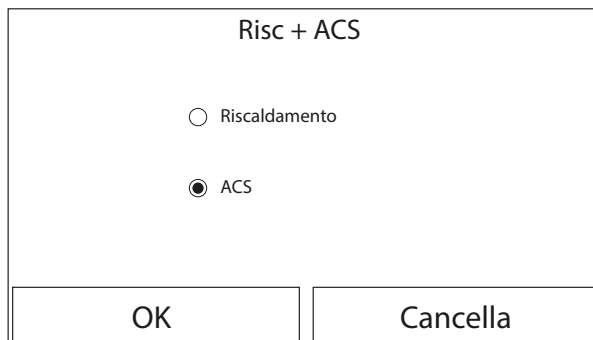 Risc + ACS
Riscaldamento
ACS
OK
Cancella